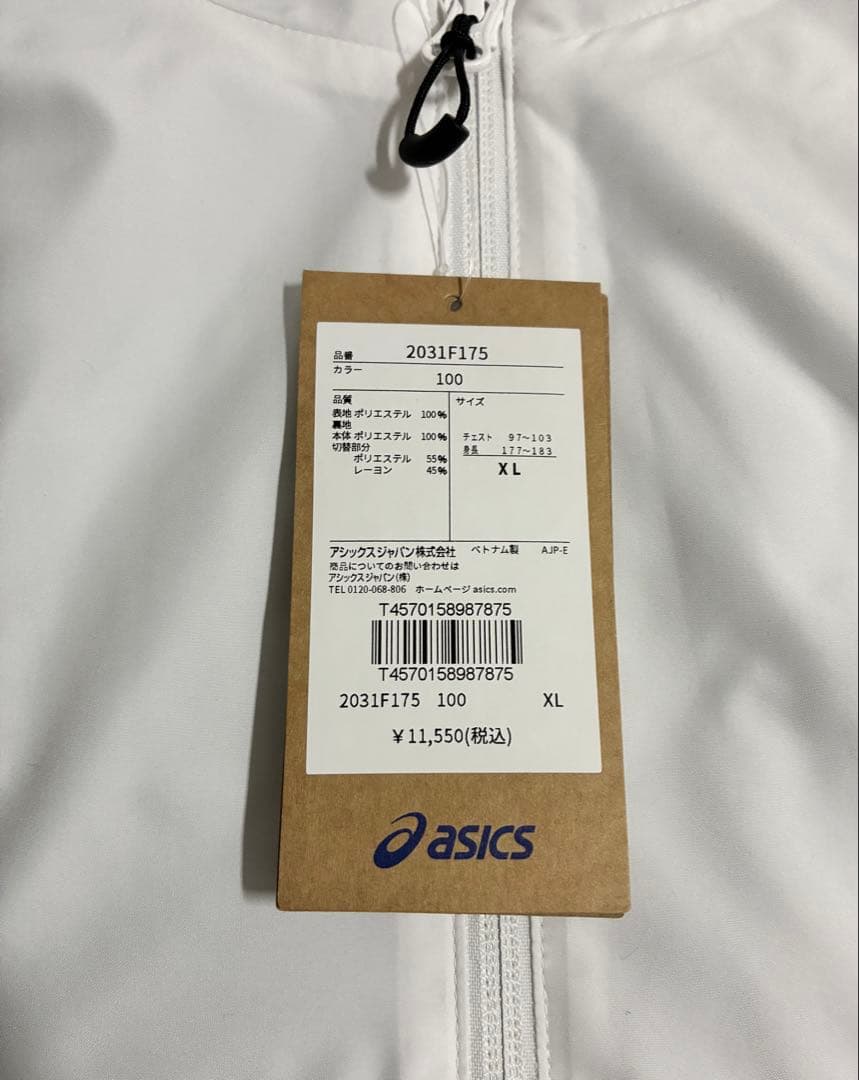 品番 2031F175
カラー
100
品質
サイズ
表地 ポリエステル 100%
裏地
本体 ポリエステル 100%
切替部分
ポリエステル 55%
レーヨン 45%
チェスト 97～103
身長 177～183
XL
アシックスジャパン株式会社 ベトナム製 AJP-E
商品についてのお問い合わせは
アシックスジャパン(株)
TEL 0120-068-806 ホームページ asics.com
T4570158987875
T4570158987875
2031F175 100 XL
￥11,550(税込)
asics